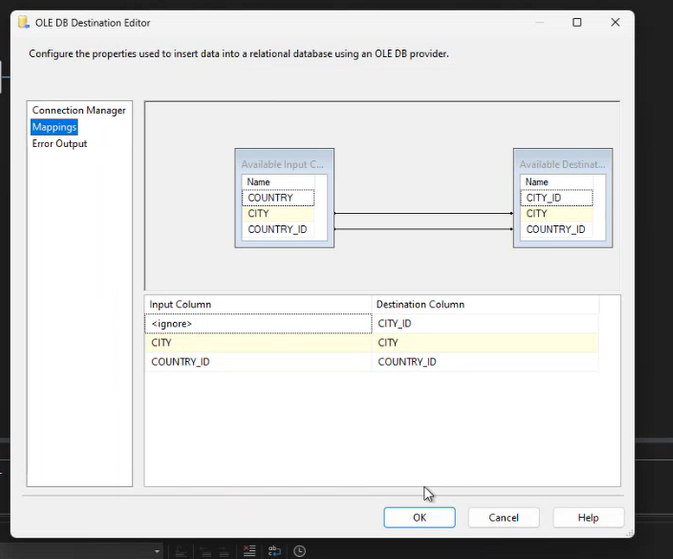 OLE DB Destination Editor
Configure the properties used to insert data into a relational database using an OLE DB provider.
Connection Manager
Mappings
Error Output
Available Input C...
Name
COUNTRY
CITY
COUNTRY_ID
Available Destinat...
Name
CITY_ID
CITY
COUNTRY_ID
Input Column Destination Column
<ignore> CITY_ID
CITY CITY
COUNTRY_ID COUNTRY_ID
OK Cancel Help